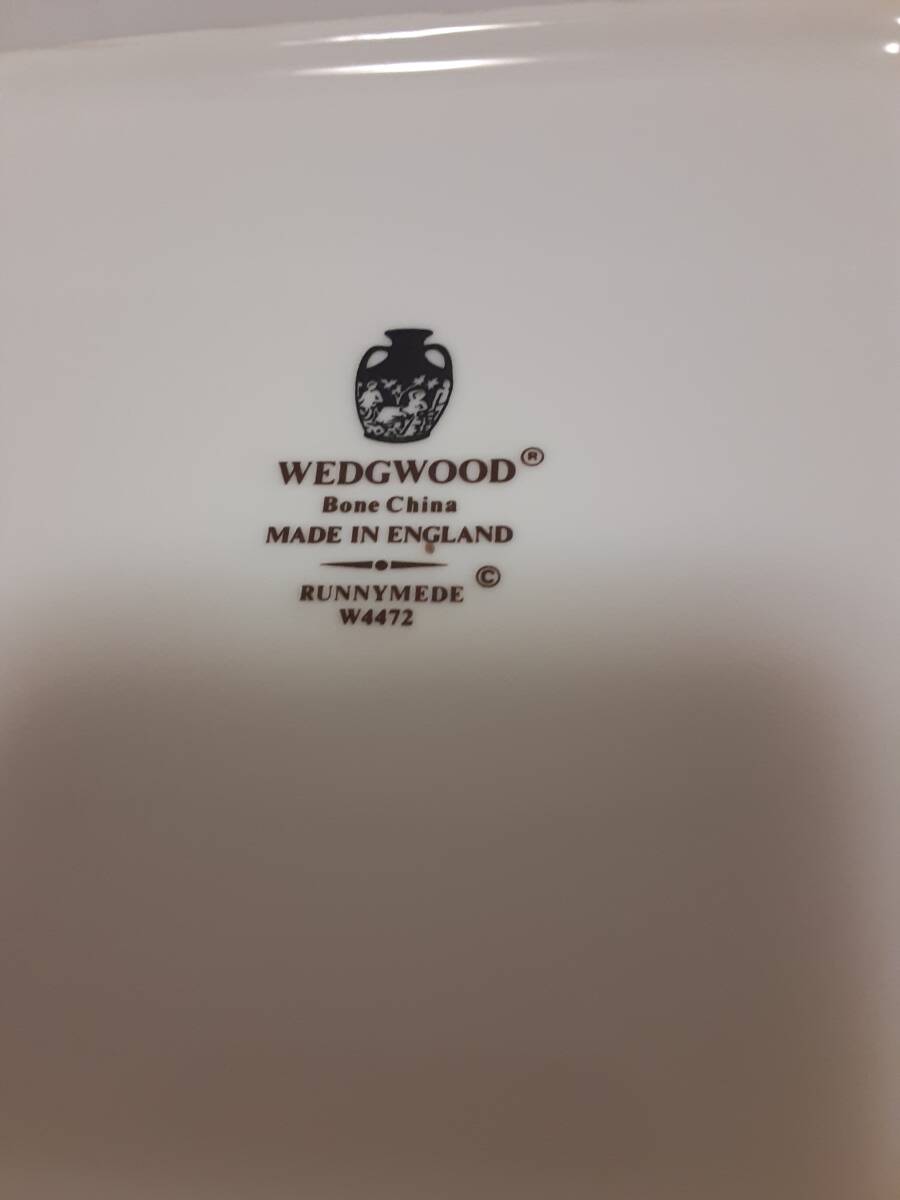 WEDGWOOD®
Bone China
MADE IN ENGLAND
RUNNYMEDE ©
W4472